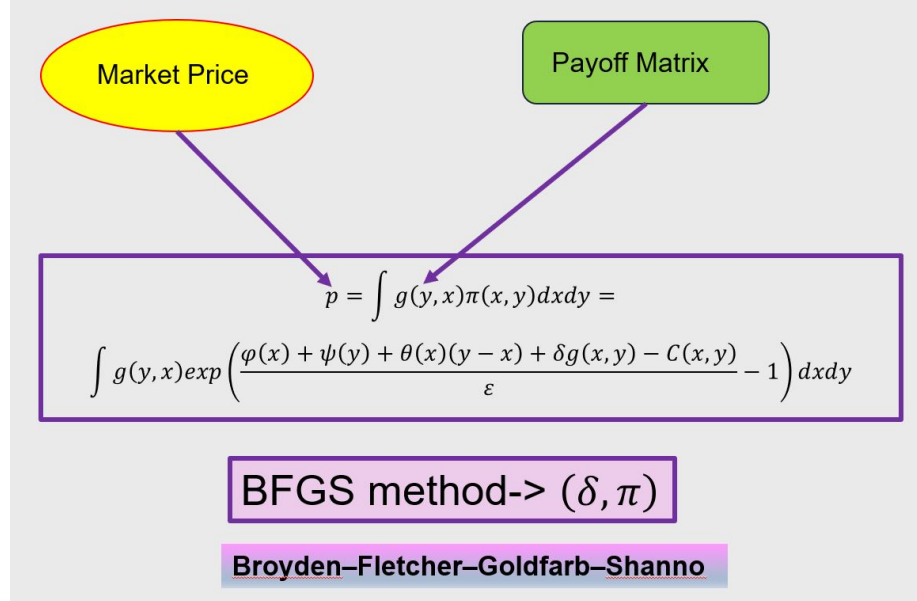 Market Price
Payoff Matrix
p = ∫ g(y, x)π(x, y)dxdy =
∫ g(y, x)exp((φ(x) + ψ(y) + θ(x)(y − x) + δg(x, y) − C(x, y))/ε − 1) dxdy
BFGS method-> (δ, π)
Broyden–Fletcher–Goldfarb–Shanno